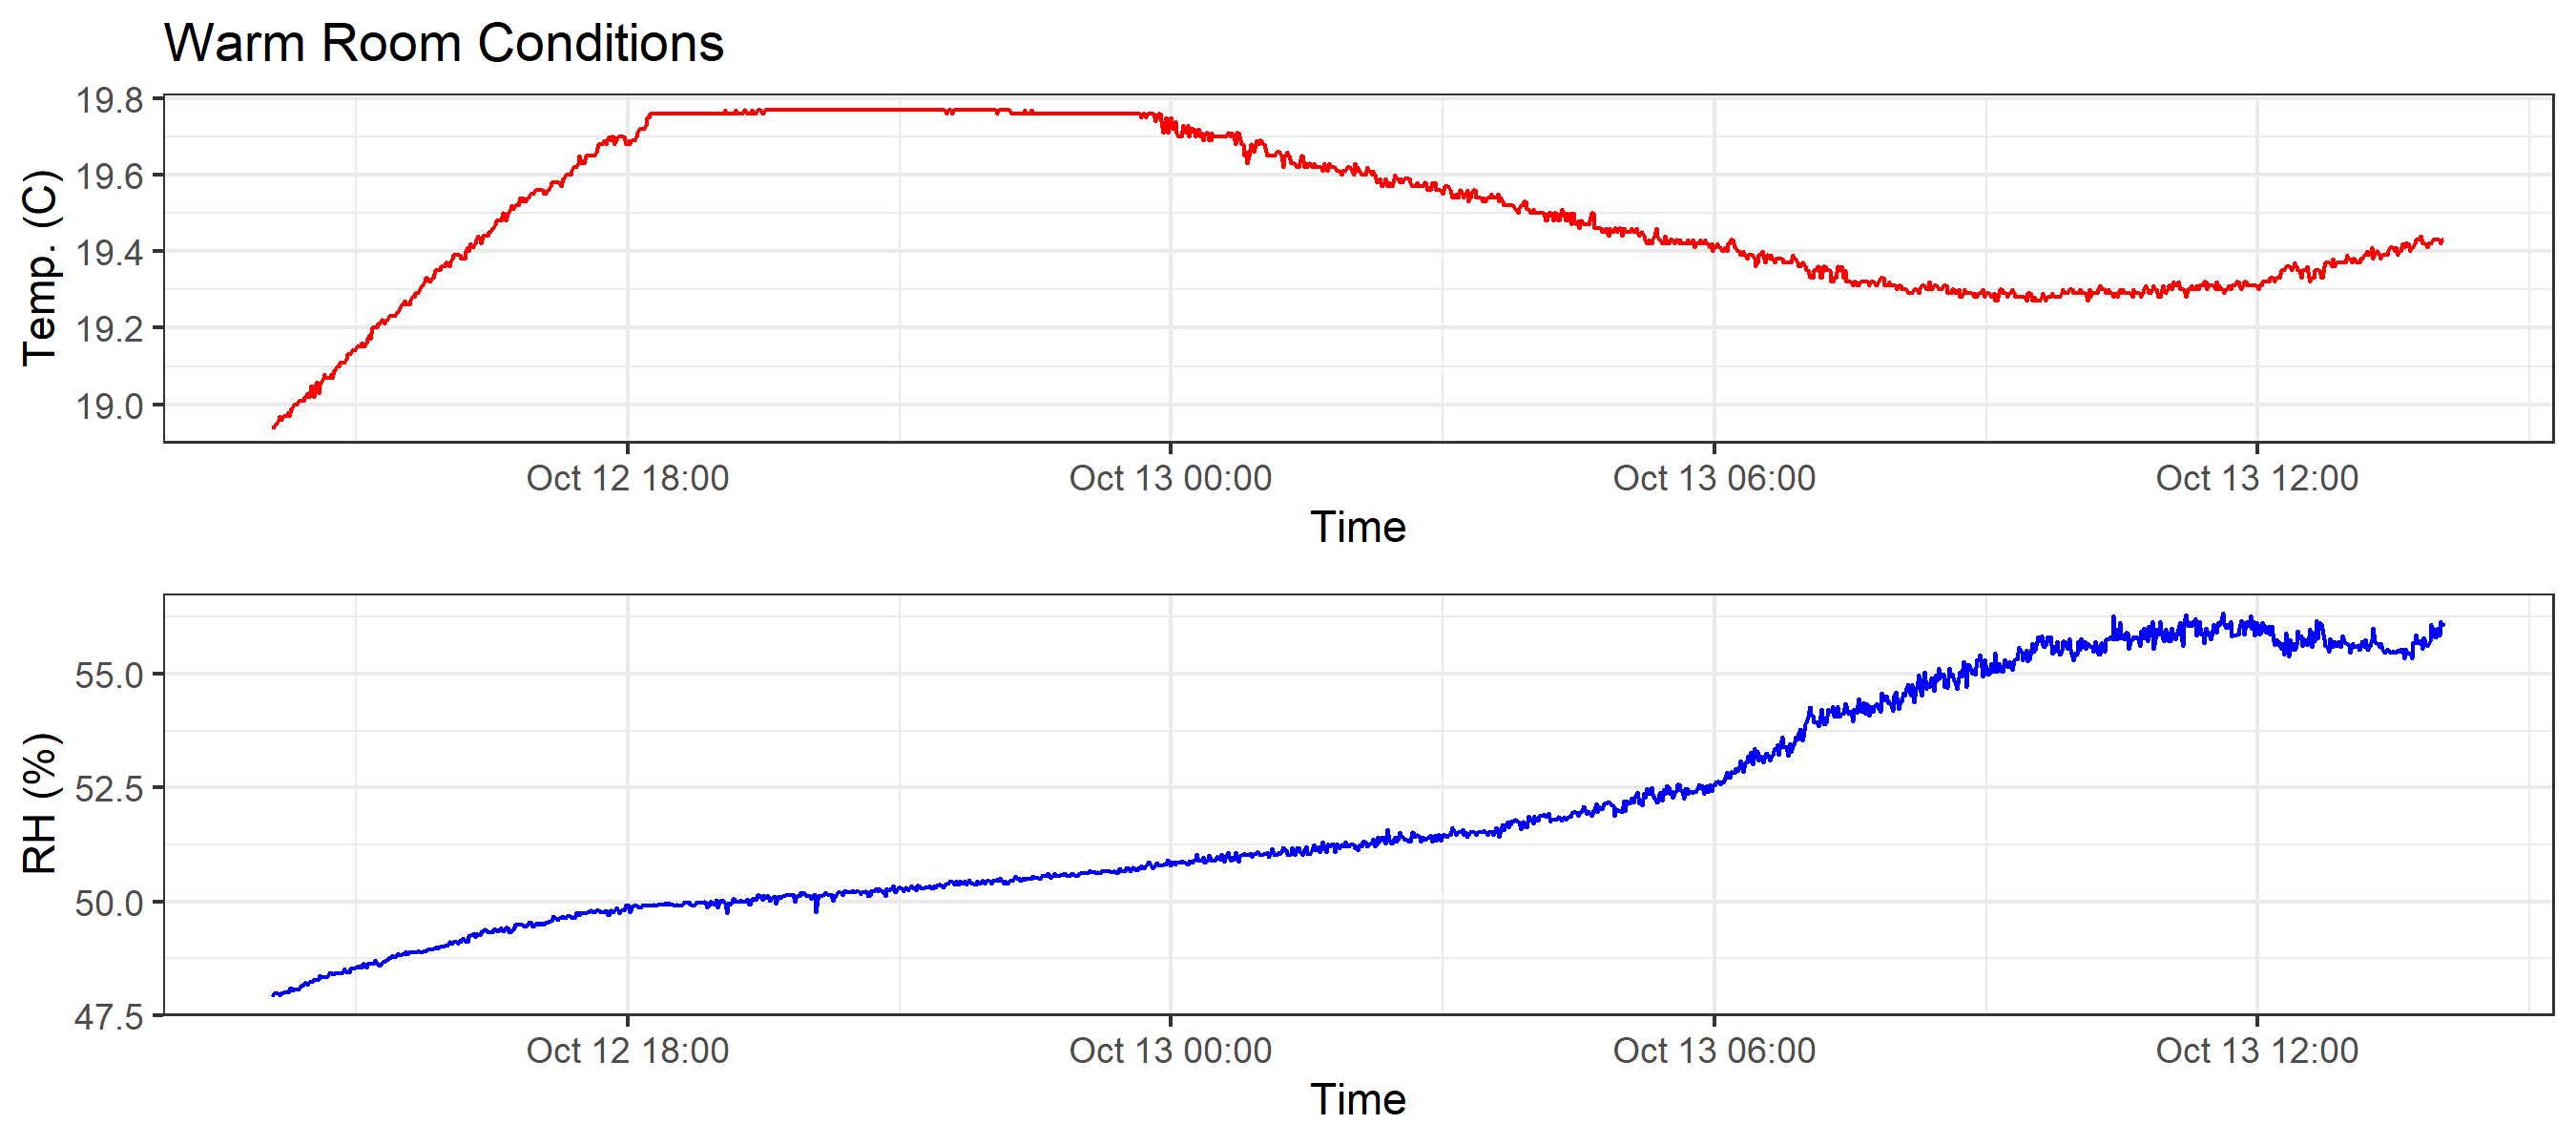 Warm Room Conditions
Temp. (C)
19.8
19.6
19.4
19.2
19.0
Oct 12 18:00 Oct 13 00:00 Oct 13 06:00 Oct 13 12:00
Time
RH (%)
55.0
52.5
50.0
47.5
Oct 12 18:00 Oct 13 00:00 Oct 13 06:00 Oct 13 12:00
Time